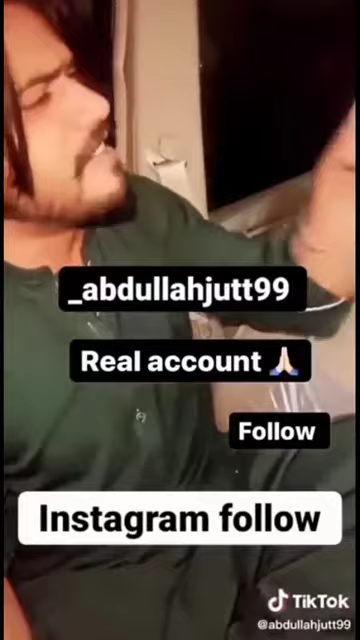 _abdullahjutt99
Real account 🙏🏻
Follow
Instagram follow
TikTok
@abdullahjutt99